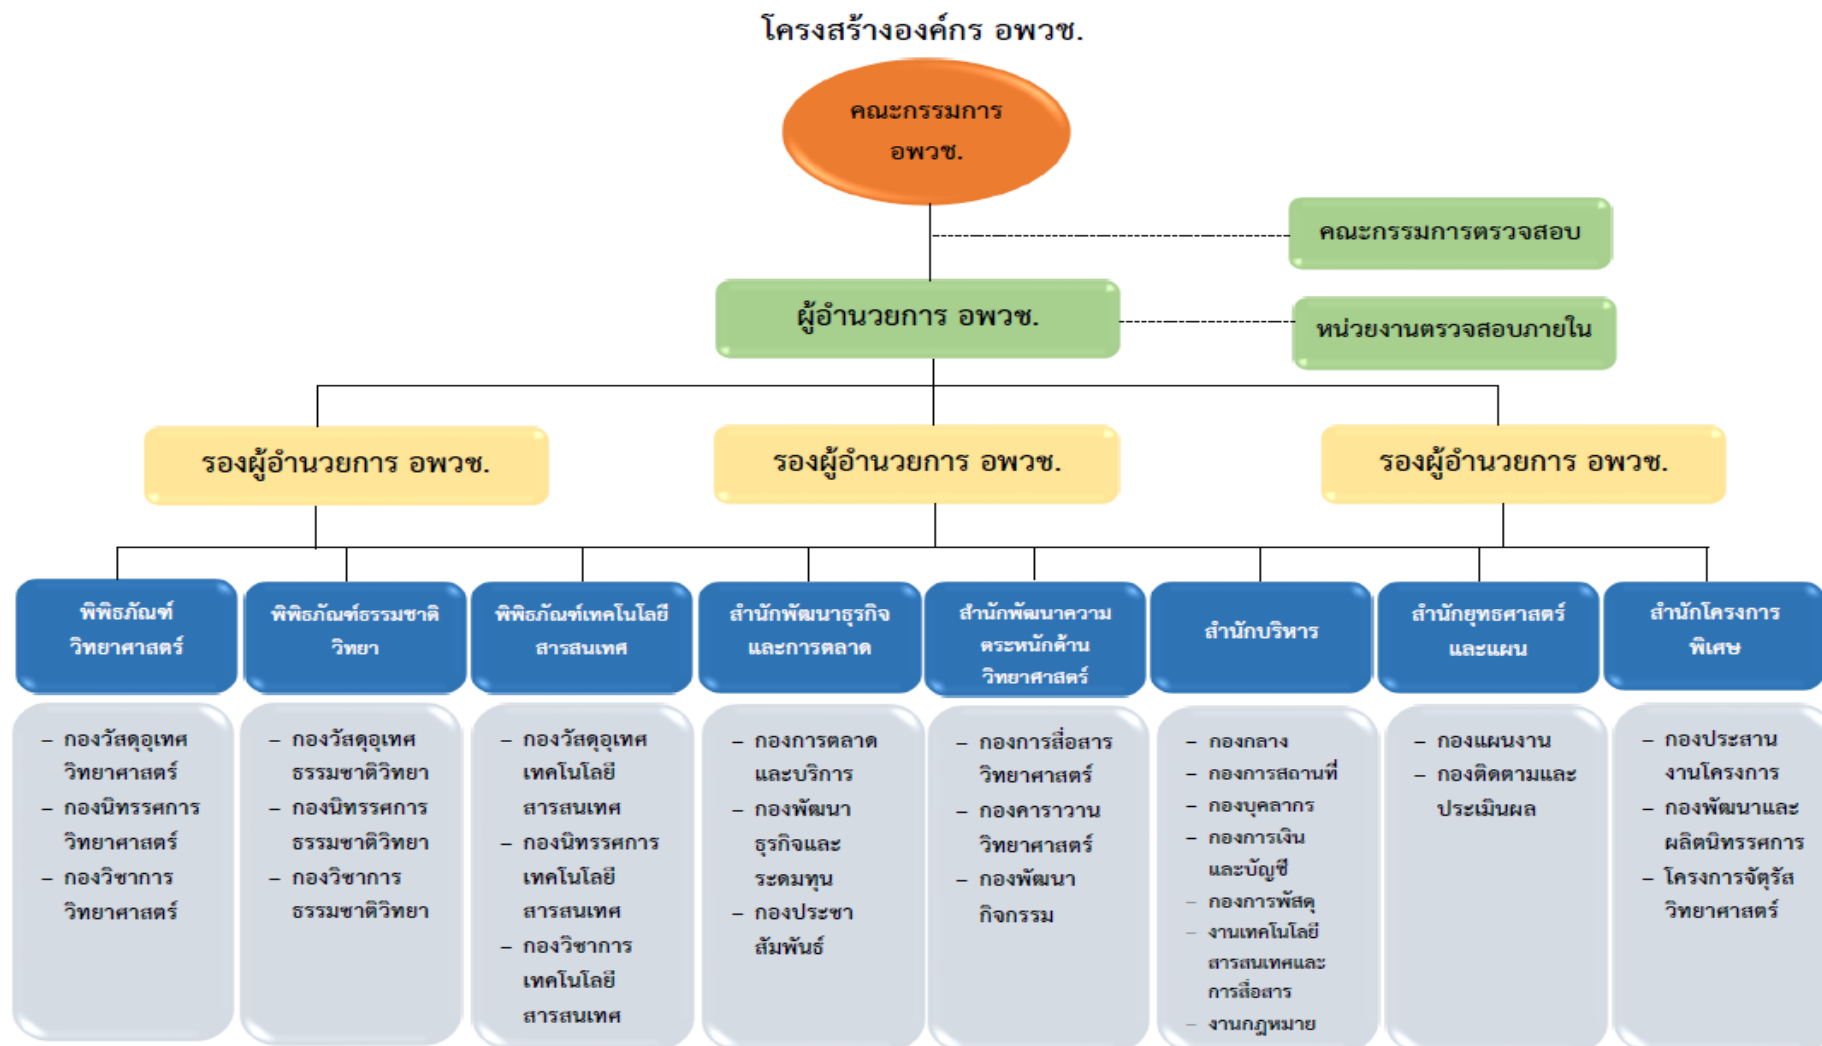 โครงสร้างองค์กร อพวช.
คณะกรรมการ
อพวช.
คณะกรรมการตรวจสอบ
ผู้อำนวยการ อพวช.
หน่วยงานตรวจสอบภายใน
รองผู้อำนวยการ อพวช.
รองผู้อำนวยการ อพวช.
รองผู้อำนวยการ อพวช.
พิพิธภัณฑ์
วิทยาศาสตร์
พิพิธภัณฑ์ธรรมชาติ
วิทยา
พิพิธภัณฑ์เทคโนโลยี
สารสนเทศ
สำนักพัฒนาธุรกิจ
และการตลาด
สำนักพัฒนาความ
ตระหนักด้าน
วิทยาศาสตร์
สำนักบริหาร
สำนักยุทธศาสตร์
และแผน
สำนักโครงการ
พิเศษ
– กองวัสดุอุเทศ
วิทยาศาสตร์
– กองนิทรรศการ
วิทยาศาสตร์
– กองวิชาการ
วิทยาศาสตร์
– กองวัสดุอุเทศ
ธรรมชาติวิทยา
– กองนิทรรศการ
ธรรมชาติวิทยา
– กองวิชาการ
ธรรมชาติวิทยา
– กองวัสดุอุเทศ
เทคโนโลยี
สารสนเทศ
– กองนิทรรศการ
เทคโนโลยี
สารสนเทศ
– กองวิชาการ
เทคโนโลยี
สารสนเทศ
– กองการตลาด
และบริการ
– กองพัฒนา
ธุรกิจและ
ระดมทุน
– กองประชา
สัมพันธ์
– กองการสื่อสาร
วิทยาศาสตร์
– กองคาราวาน
วิทยาศาสตร์
– กองพัฒนา
กิจกรรม
– กองกลาง
– กองการสถานที่
– กองบุคลากร
– กองการเงิน
และบัญชี
– กองการพัสดุ
– งานเทคโนโลยี
สารสนเทศและ
การสื่อสาร
– งานกฎหมาย
– กองแผนงาน
– กองติดตามและ
ประเมินผล
– กองประสาน
งานโครงการ
– กองพัฒนาและ
ผลิตนิทรรศการ
– โครงการจัตุรัส
วิทยาศาสตร์